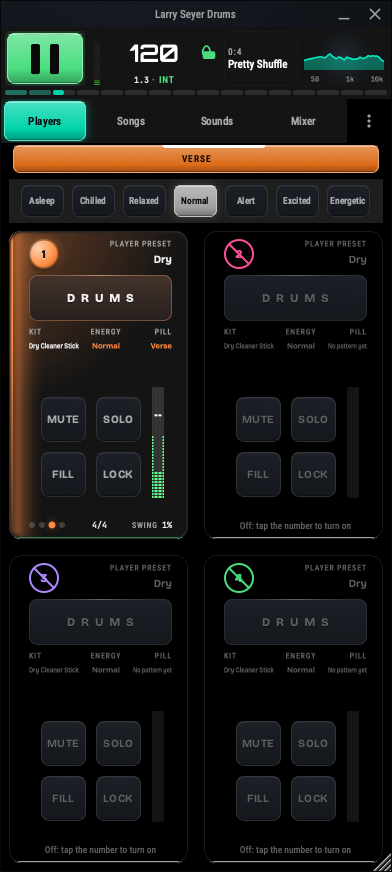 Larry Seyer Drums
120
1.3 · INT
0:4
Pretty Shuffle
50 1k 10k
Players Songs Sounds Mixer
VERSE
Asleep Chilled Relaxed Normal Alert Excited Energetic
1 PLAYER PRESET
Dry
DRUMS
KIT ENERGY PILL
Dry Cleaner Stick Normal Verse
MUTE SOLO
FILL LOCK
4/4 SWING 1%
2 PLAYER PRESET
Dry
DRUMS
KIT ENERGY PILL
Dry Cleaner Stick Normal No pattern yet
MUTE SOLO
FILL LOCK
Off: tap the number to turn on
3 PLAYER PRESET
Dry
DRUMS
KIT ENERGY PILL
Dry Cleaner Stick Normal No pattern yet
MUTE SOLO
FILL LOCK
Off: tap the number to turn on
4 PLAYER PRESET
Dry
DRUMS
KIT ENERGY PILL
Dry Cleaner Stick Normal No pattern yet
MUTE SOLO
FILL LOCK
Off: tap the number to turn on